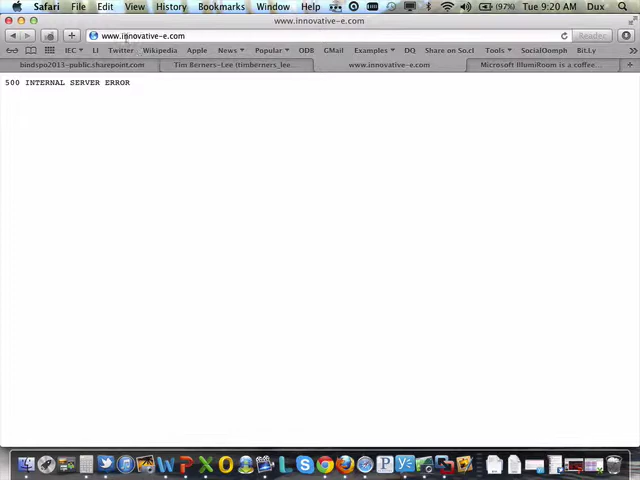 Safari File Edit View History Bookmarks Window Help (97%) Tue 9:20 AM Dux
www.innovative-e.com
www.innovative-e.com Reader
IEC LI Twitter Wikipedia Apple News Popular ODB GMail Examples DQ Share on So.cl Tools SocialOomph Bit.Ly
bindspo2013-public.sharepoint.com Tim Berners-Lee (timberners_lee... www.innovative-e.com Microsoft IllumiRoom is a coffee...
500 INTERNAL SERVER ERROR